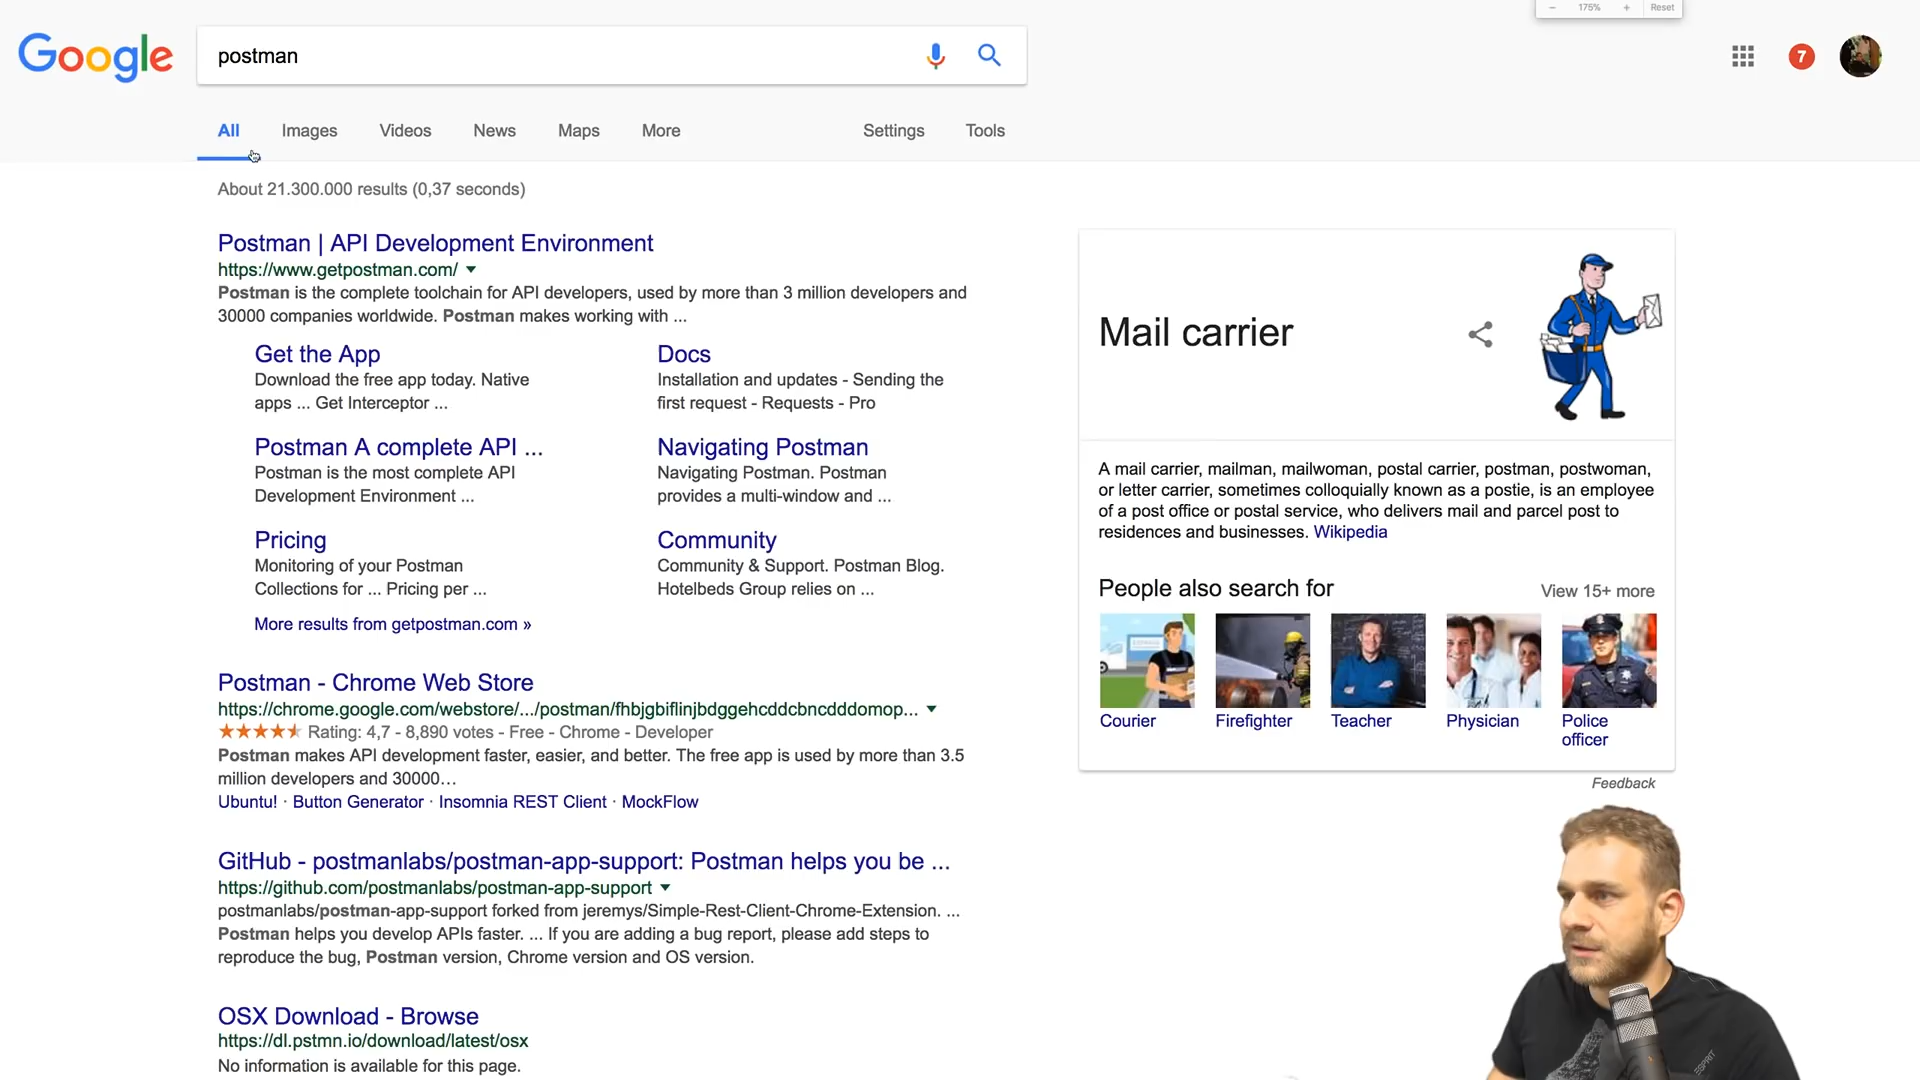 175%
Reset
Google
postman
7
All
Images
Videos
News
Maps
More
Settings
Tools
About 21.300.000 results (0,37 seconds)
Postman | API Development Environment
https://www.getpostman.com/
Postman is the complete toolchain for API developers, used by more than 3 million developers and
30000 companies worldwide. Postman makes working with ...
Get the App
Download the free app today. Native
apps ... Get Interceptor ...
Docs
Installation and updates - Sending the
first request - Requests - Pro
Postman A complete API ...
Postman is the most complete API
Development Environment ...
Navigating Postman
Navigating Postman. Postman
provides a multi-window and ...
Pricing
Monitoring of your Postman
Collections for ... Pricing per ...
Community
Community & Support. Postman Blog.
Hotelbeds Group relies on ...
More results from getpostman.com »
Postman - Chrome Web Store
https://chrome.google.com/webstore/.../postman/fhbjgbiflinjbdggehcddcbncdddomop...
Rating: 4,7 - 8,890 votes - Free - Chrome - Developer
Postman makes API development faster, easier, and better. The free app is used by more than 3.5
million developers and 30000…
Ubuntu! · Button Generator · Insomnia REST Client · MockFlow
GitHub - postmanlabs/postman-app-support: Postman helps you be ...
https://github.com/postmanlabs/postman-app-support
postmanlabs/postman-app-support forked from jeremys/Simple-Rest-Client-Chrome-Extension. ...
Postman helps you develop APIs faster. ... If you are adding a bug report, please add steps to
reproduce the bug, Postman version, Chrome version and OS version.
OSX Download - Browse
https://dl.pstmn.io/download/latest/osx
No information is available for this page.
Mail carrier
A mail carrier, mailman, mailwoman, postal carrier, postman, postwoman,
or letter carrier, sometimes colloquially known as a postie, is an employee
of a post office or postal service, who delivers mail and parcel post to
residences and businesses. Wikipedia
People also search for
View 15+ more
Courier
Firefighter
Teacher
Physician
Police
officer
Feedback
ESPRIT